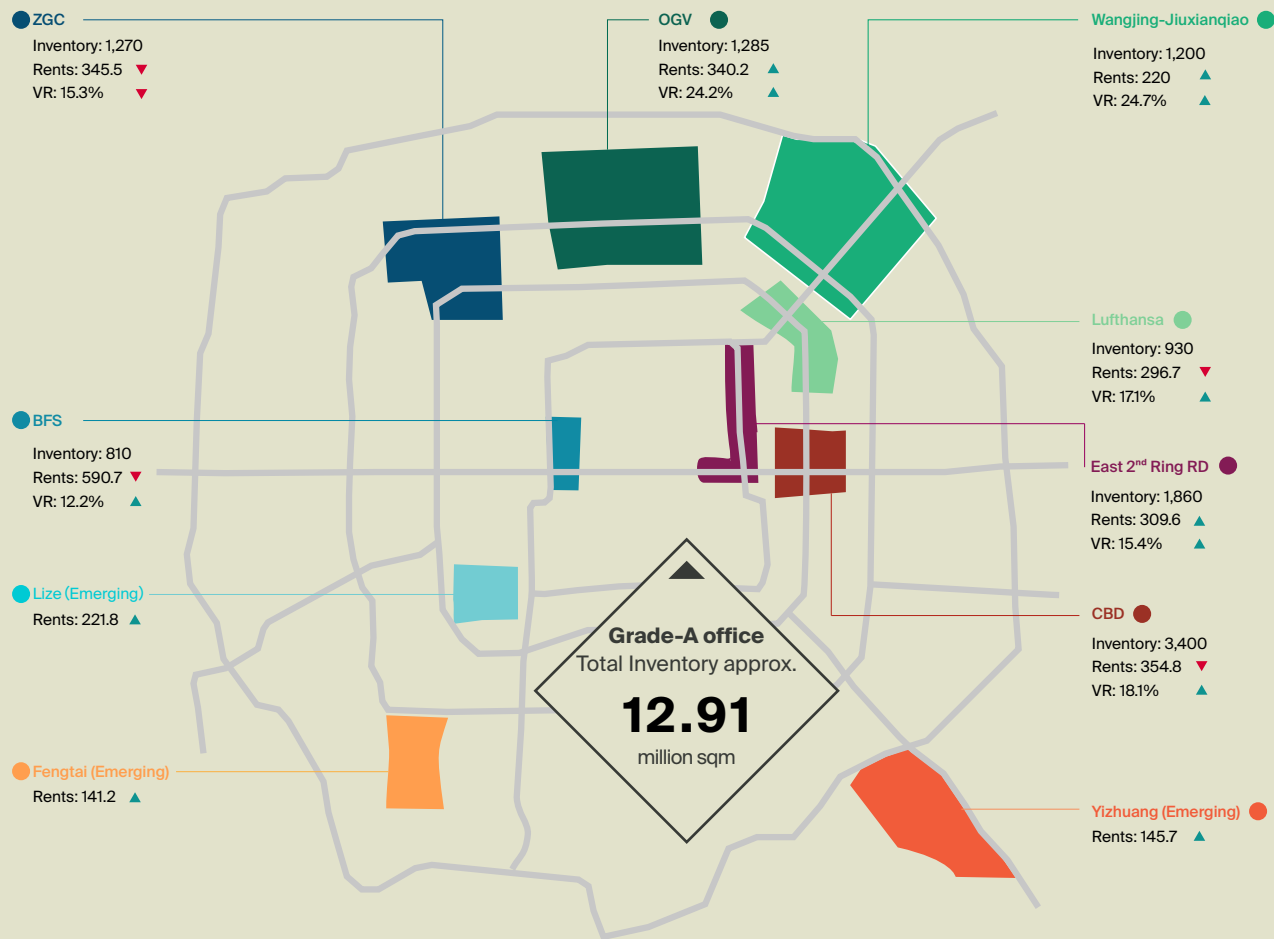 ZGC
Inventory: 1,270
Rents: 345.5 ▼
VR: 15.3% ▼
OGV
Inventory: 1,285
Rents: 340.2 ▲
VR: 24.2% ▲
Wangjing-Jiuxianqiao
Inventory: 1,200
Rents: 220 ▲
VR: 24.7% ▲
Lufthansa
Inventory: 930
Rents: 296.7 ▼
VR: 17.1% ▲
BFS
Inventory: 810
Rents: 590.7 ▼
VR: 12.2% ▲
East 2nd Ring RD
Inventory: 1,860
Rents: 309.6 ▲
VR: 15.4% ▲
Lize (Emerging)
Rents: 221.8 ▲
CBD
Inventory: 3,400
Rents: 354.8 ▼
VR: 18.1% ▲
Grade-A office
Total Inventory approx.
12.91
million sqm
Fengtai (Emerging)
Rents: 141.2 ▲
Yizhuang (Emerging)
Rents: 145.7 ▲